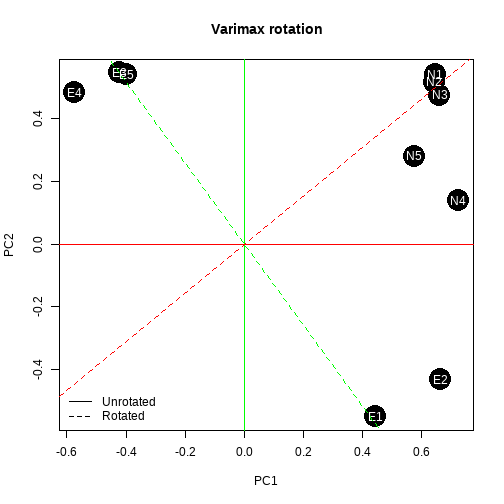 Varimax rotation
E4
E5
N1
N2
N3
N5
N4
E2
E1
PC2
0.4
0.2
0.0
-0.2
-0.4
Unrotated
Rotated
-0.6
-0.4
-0.2
0.0
0.2
0.4
0.6
PC1